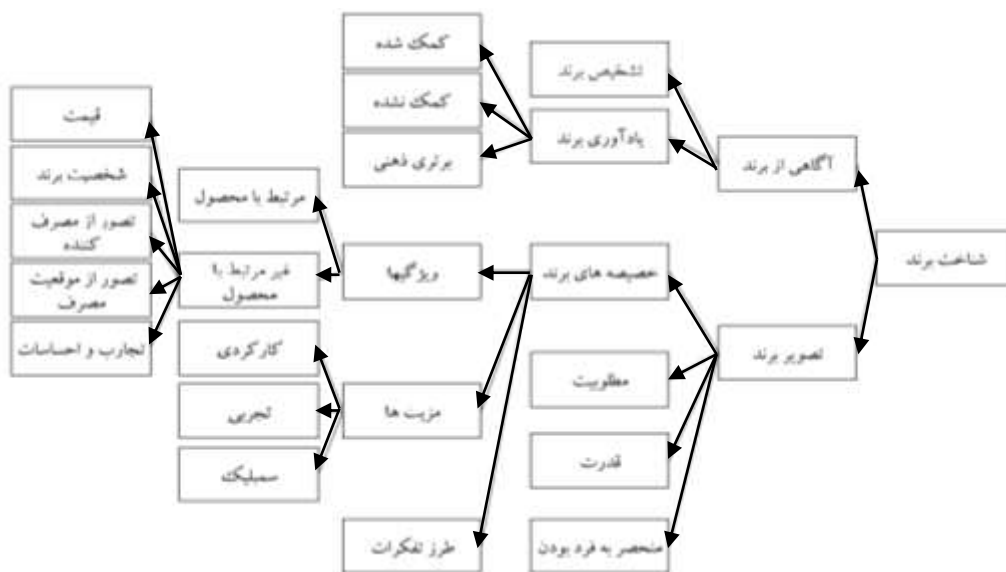 شناخت برند
آگاهی از برند
تصویر برند
تشخیص برند
یادآوری برند
خصیصه های برند
مطلوبیت
قدرت
منحصر به فرد بودن
کمک شده
کمک نشده
برتری ذهنی
ویژگیها
مزیت ها
طرز تفکرات
مرتبط با محصول
غیر مرتبط با
محصول
کارکردی
تجربی
سمبلیک
قیمت
شخصیت برند
تصور از مصرف
کننده
تصور از موقعیت
مصرف
تجارب و احساسات